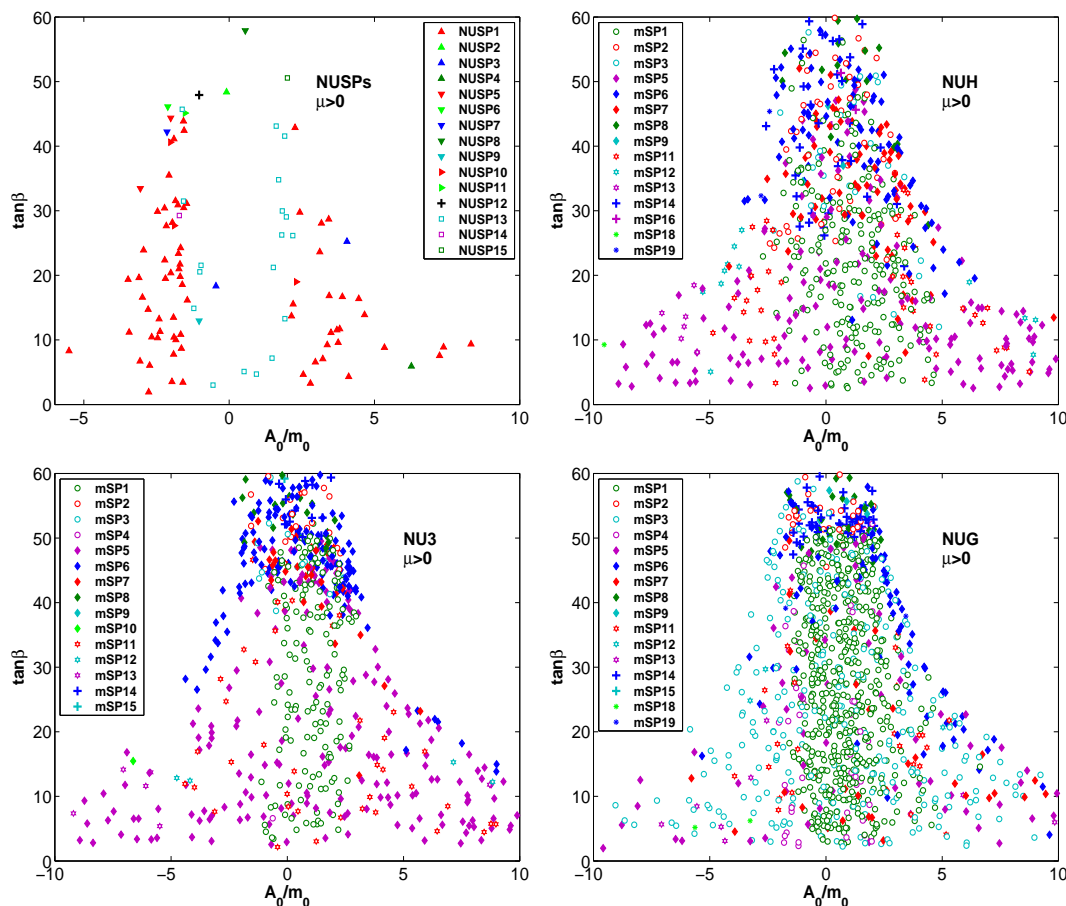 60
50
40
30
20
10
0
tanβ
−5
0
5
10
A0/m0
NUSPs
μ>0
NUSP1
NUSP2
NUSP3
NUSP4
NUSP5
NUSP6
NUSP7
NUSP8
NUSP9
NUSP10
NUSP11
NUSP12
NUSP13
NUSP14
NUSP15
60
50
40
30
20
10
0
tanβ
−10
−5
0
5
10
A0/m0
NUH
μ>0
mSP1
mSP2
mSP3
mSP5
mSP6
mSP7
mSP8
mSP9
mSP11
mSP12
mSP13
mSP14
mSP16
mSP18
mSP19
60
50
40
30
20
10
0
tanβ
−10
−5
0
5
10
A0/m0
NU3
μ>0
mSP1
mSP2
mSP3
mSP4
mSP5
mSP6
mSP7
mSP8
mSP9
mSP10
mSP11
mSP12
mSP13
mSP14
mSP15
60
50
40
30
20
10
0
tanβ
−10
−5
0
5
10
A0/m0
NUG
μ>0
mSP1
mSP2
mSP3
mSP4
mSP5
mSP6
mSP7
mSP8
mSP9
mSP11
mSP12
mSP13
mSP14
mSP15
mSP18
mSP19